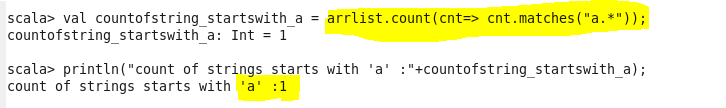 scala> val countofstring_startswith_a = arrlist.count(cnt=> cnt.matches("a.*"));
countofstring_startswith_a: Int = 1
scala> println("count of strings starts with 'a' :"+countofstring_startswith_a);
count of strings starts with 'a' :1